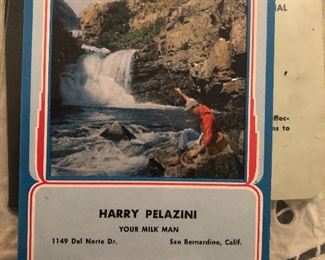 HARRY PELAZINI
YOUR MILK MAN
1149 Del Norte Dr. San Bernardino, Calif.